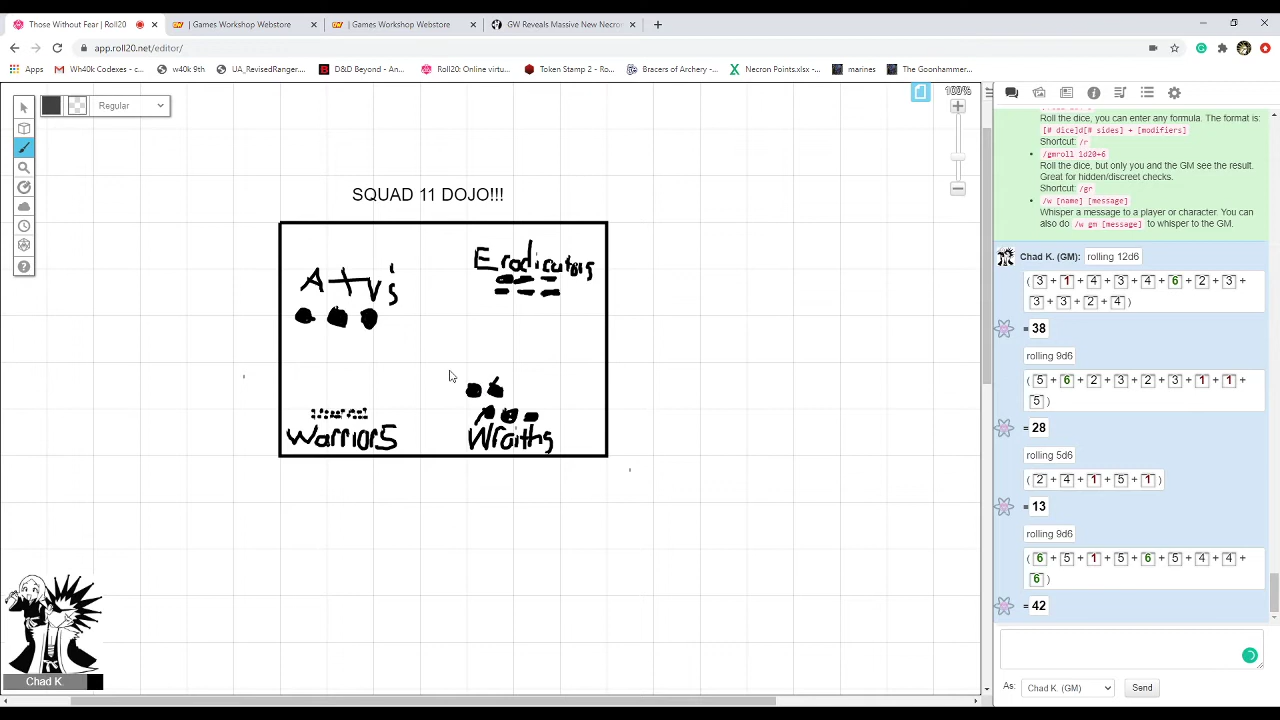 Those Without Fear | Roll20
| Games Workshop Webstore
| Games Workshop Webstore
GW Reveals Massive New Necron
app.roll20.net/editor/
Apps
Wh40k Codexes – c...
w40k 9th
UA_RevisedRanger...
D&D Beyond - An...
Roll20: Online virtu...
Token Stamp 2 - Ro...
Bracers of Archery -...
Necron Points.xlsx -...
marines
The Goonhammer...
Regular
100%
SQUAD 11 DOJO!!!
ATVs
Eradicators
Warriors
Wraiths
Chad K.
Roll the dice, you can enter any formula. The format is:
[# dice]d[# sides] + [modifiers]
Shortcut: /r
/gmroll 1d20+6
Roll the dice, but only you and the GM see the result.
Great for hidden/discreet checks.
Shortcut: /gr
/w [name] [message]
Whisper a message to a player or character. You can
also do /w gm [message] to whisper to the GM.
Chad K. (GM): rolling 12d6
( 3 + 1 + 4 + 3 + 4 + 6 + 2 + 3 +
3 + 3 + 2 + 4 )
= 38
rolling 9d6
( 5 + 6 + 2 + 3 + 2 + 3 + 1 + 1 +
5 )
= 28
rolling 5d6
( 2 + 4 + 1 + 5 + 1 )
= 13
rolling 9d6
( 6 + 5 + 1 + 5 + 6 + 5 + 4 + 4 +
6 )
= 42
As: Chad K. (GM)
Send